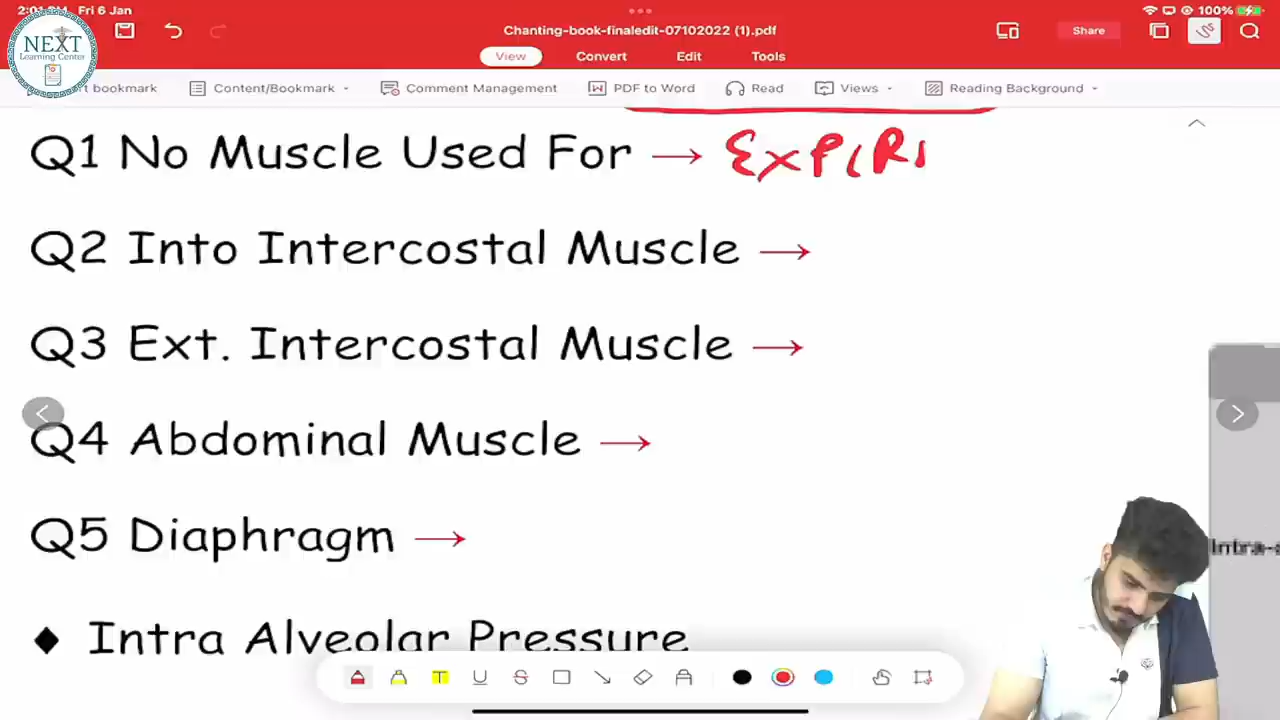 2:01 PM Fri 6 Jan
100%
NEXT
Learning Center
Chanting-book-finaledit-07102022 (1).pdf
Share
View Convert Edit Tools
bookmark Content/Bookmark Comment Management PDF to Word Read Views Reading Background
Q1 No Muscle Used For → EXPIRI
Q2 Into Intercostal Muscle →
Q3 Ext. Intercostal Muscle →
Q4 Abdominal Muscle →
Q5 Diaphragm →
Intra-
◆ Intra Alveolar Pressure